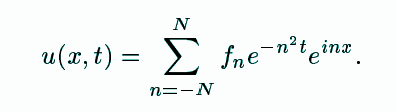 u(x, t) = \sum_{n=-N}^{N} f_n e^{-n^2 t} e^{inx}.